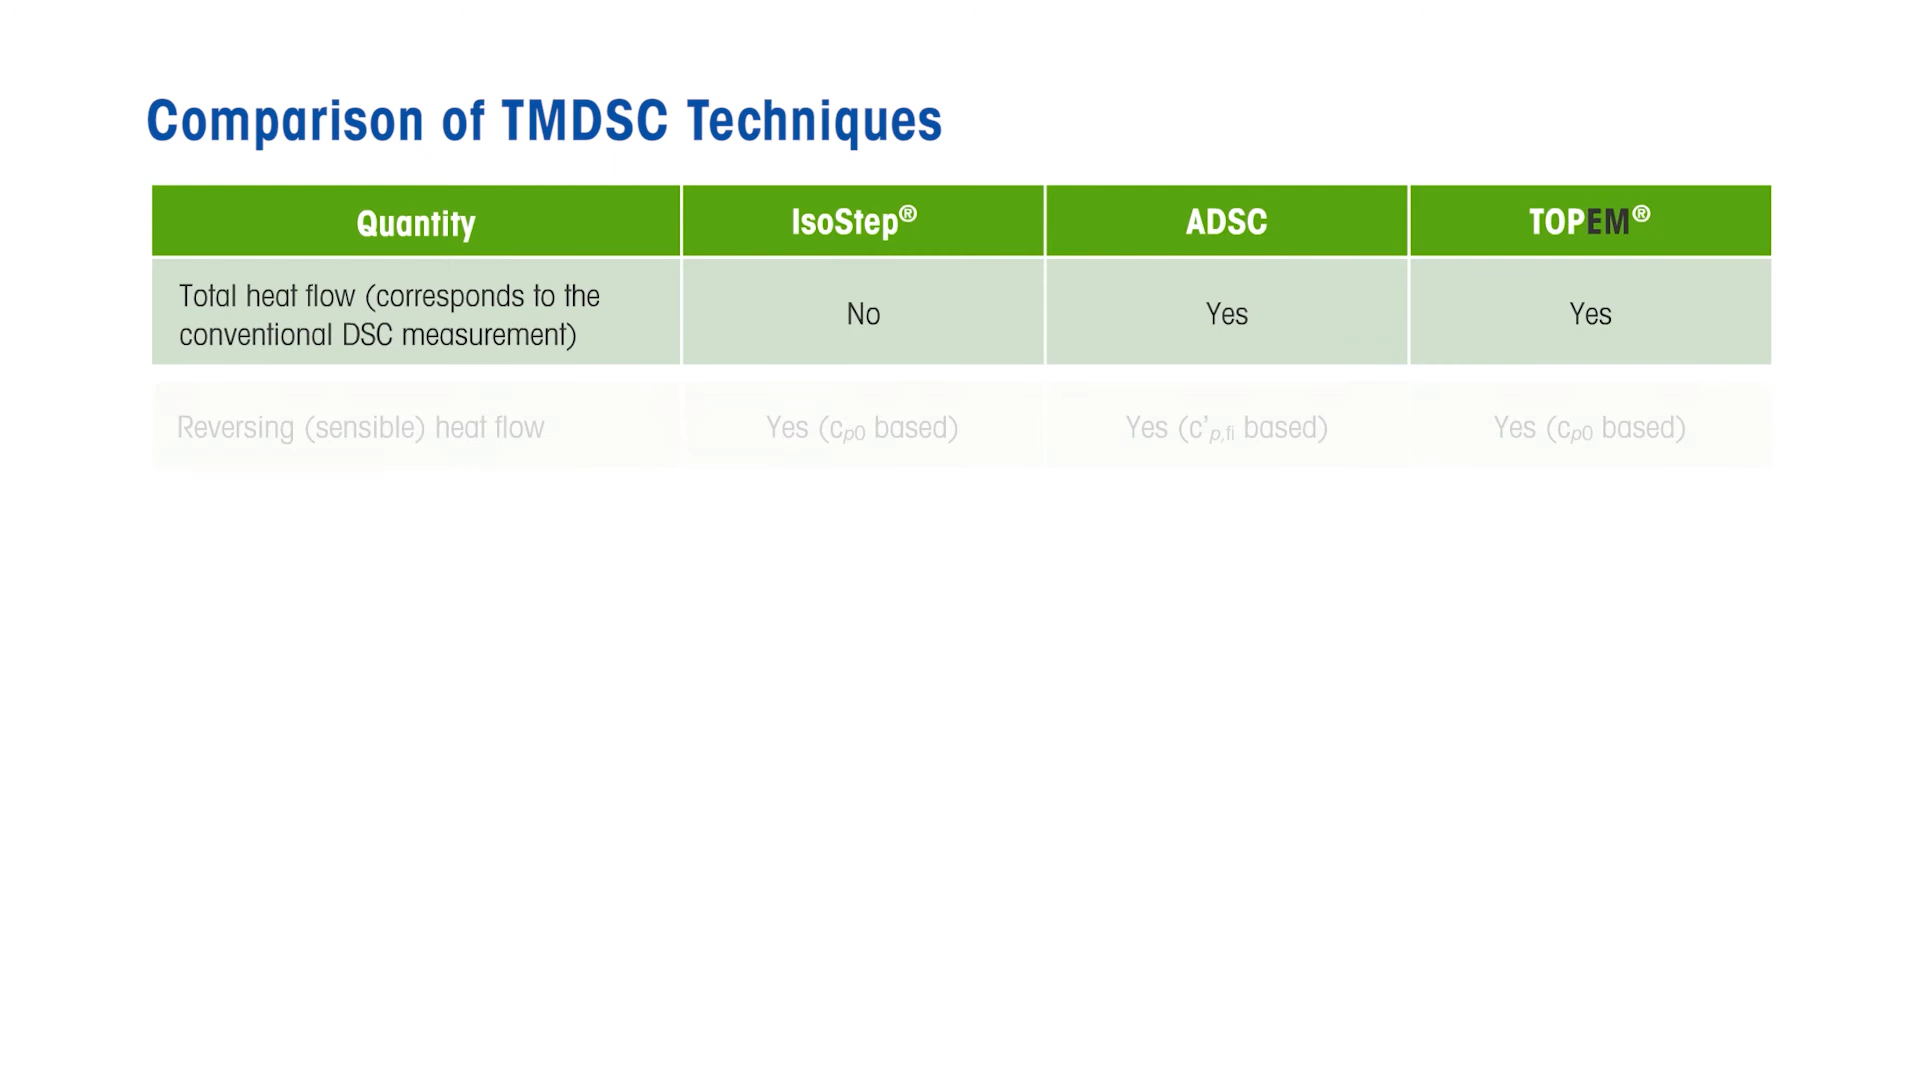 Comparison of TMDSC Techniques
Quantity IsoStep® ADSC TOPEM®
Total heat flow (corresponds to the
conventional DSC measurement) No Yes Yes
Reversing (sensible) heat flow Yes (cp0 based) Yes (c'p,fi based) Yes (cp0 based)